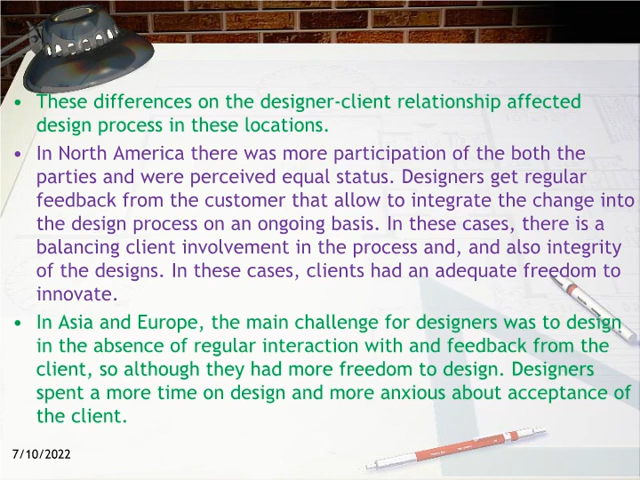 • These differences on the designer-client relationship affected
design process in these locations.
• In North America there was more participation of the both the
parties and were perceived equal status. Designers get regular
feedback from the customer that allow to integrate the change into
the design process on an ongoing basis. In these cases, there is a
balancing client involvement in the process and, and also integrity
of the designs. In these cases, clients had an adequate freedom to
innovate.
• In Asia and Europe, the main challenge for designers was to design
in the absence of regular interaction with and feedback from the
client, so although they had more freedom to design. Designers
spent a more time on design and more anxious about acceptance of
the client.
7/10/2022